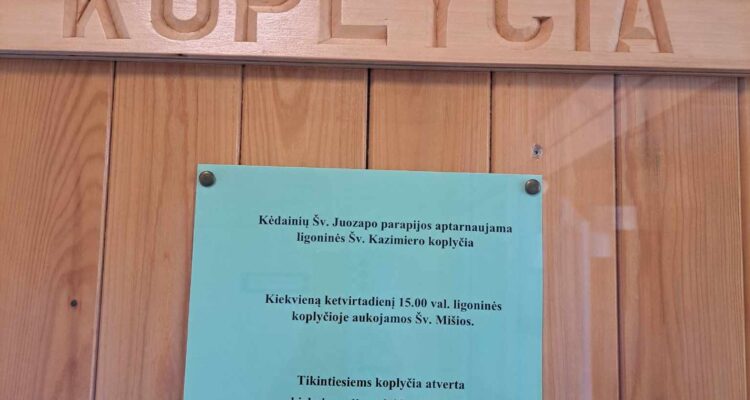 KOPLYČIA
Kėdainių Šv. Juozapo parapijos aptarnaujama
ligoninės Šv. Kazimiero koplyčia
Kiekvieną ketvirtadienį 15.00 val. ligoninės
koplyčioje aukojamos Šv. Mišios.
Tikintiesiems koplyčia atverta